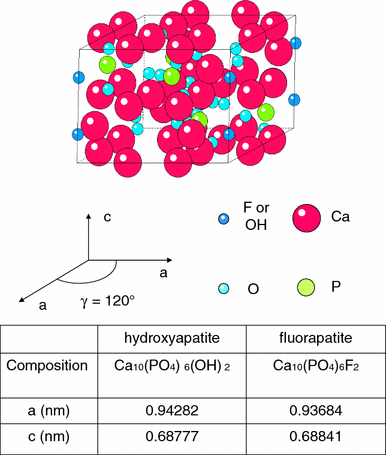 c
a
a
γ = 120°
F or
OH
Ca
O
P
hydroxyapatite fluorapatite
Composition Ca10(PO4) 6(OH) 2 Ca10(PO4)6F2
a (nm) 0.94282 0.93684
c (nm) 0.68777 0.68841